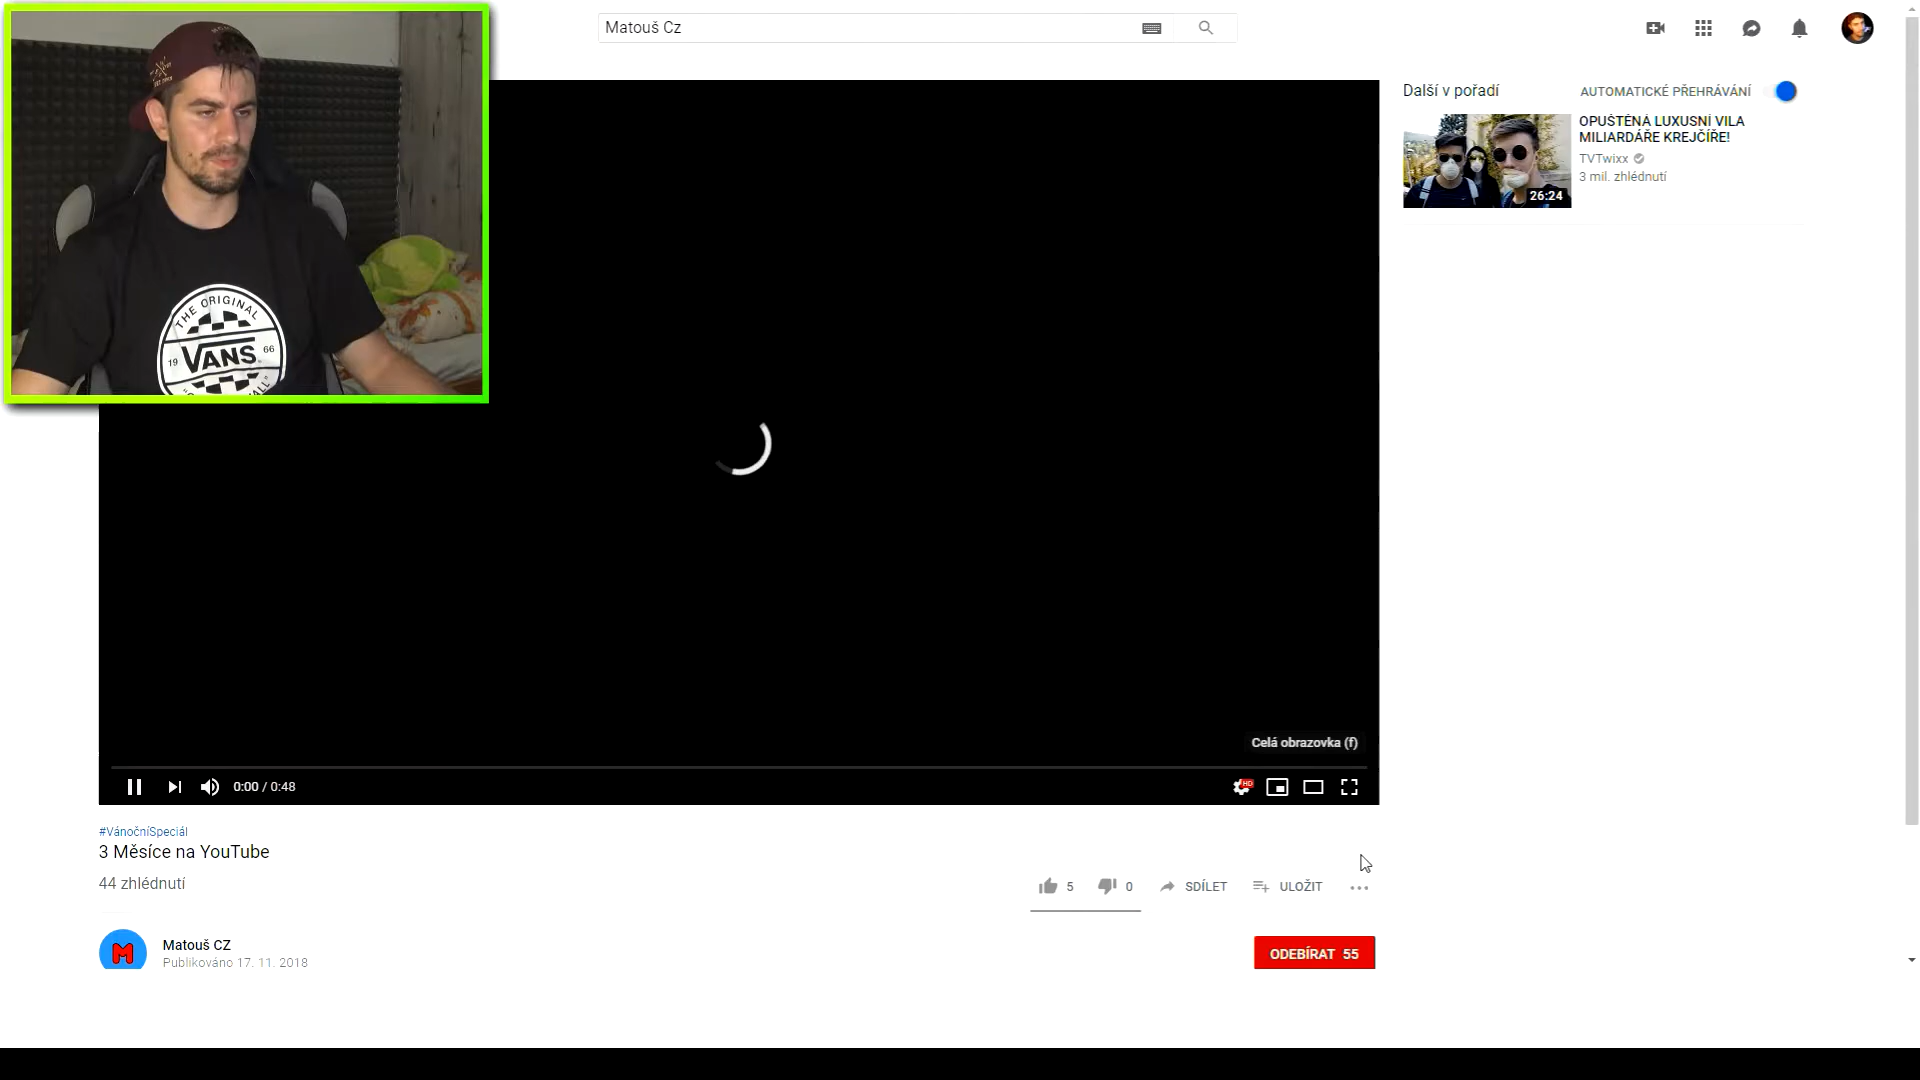 Matouš Cz
THE ORIGINAL
19 VANS 66
Další v pořadí
AUTOMATICKÉ PŘEHRÁVÁNÍ
OPUŠTĚNÁ LUXUSNÍ VILA
MILIARDÁŘE KREJČÍŘE!
TVTwixx
3 mil. zhlédnutí
26:24
Celá obrazovka (f)
0:00 / 0:48
HD
#VánočníSpeciál
3 Měsíce na YouTube
44 zhlédnutí
5
0
SDÍLET
ULOŽIT
M
Matouš CZ
Publikováno 17. 11. 2018
ODEBÍRAT 55